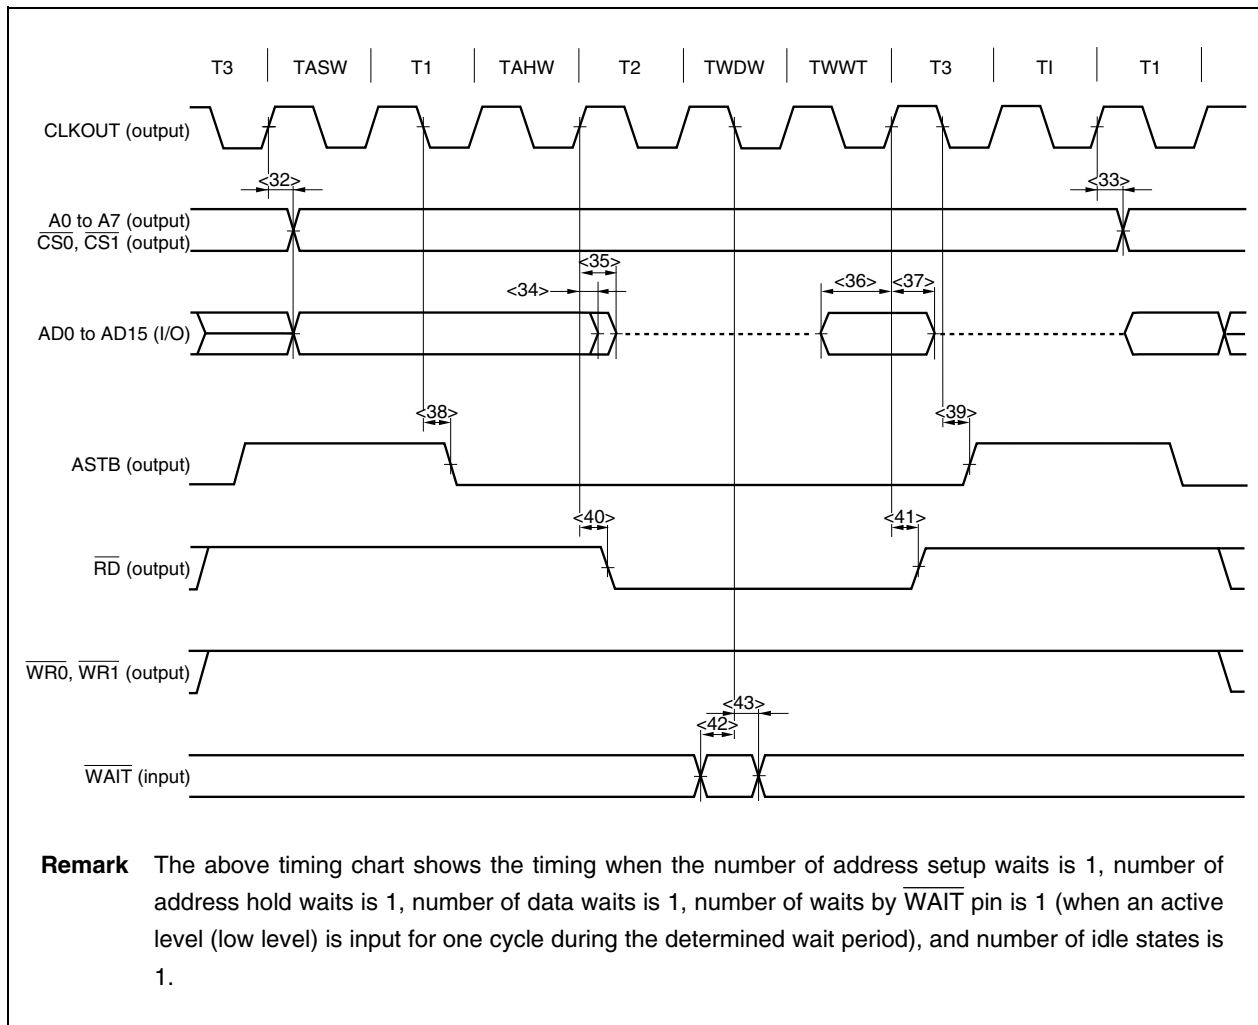 T3 TASW T1 TAHW T2 TWDW TWWT T3 TI T1
CLKOUT (output)
<32> <33>
A0 to A7 (output)
CS0, CS1 (output)
<35>
<34> <36> <37>
AD0 to AD15 (I/O)
<38> <39>
ASTB (output)
<40> <41>
RD (output)
WR0, WR1 (output)
<43>
<42>
WAIT (input)
Remark The above timing chart shows the timing when the number of address setup waits is 1, number of
address hold waits is 1, number of data waits is 1, number of waits by WAIT pin is 1 (when an active
level (low level) is input for one cycle during the determined wait period), and number of idle states is
1.